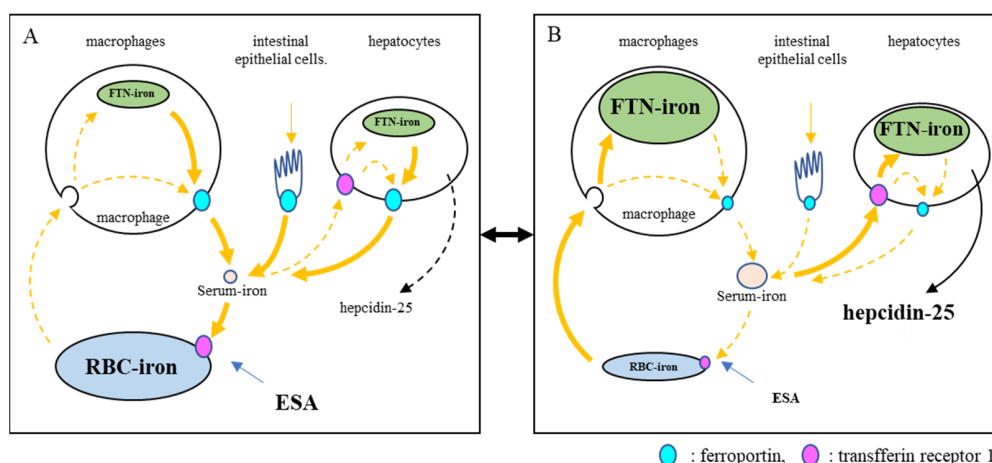 A
macrophages
intestinal
epithelial cells.
hepatocytes
FTN-iron
FTN-iron
macrophage
Serum-iron
hepcidin-25
RBC-iron
ESA
B
macrophages
intestinal
epithelial cells
hepatocytes
FTN-iron
FTN-iron
macrophage
Serum-iron
hepcidin-25
RBC-iron
ESA
: ferroportin, : transfferin receptor 1